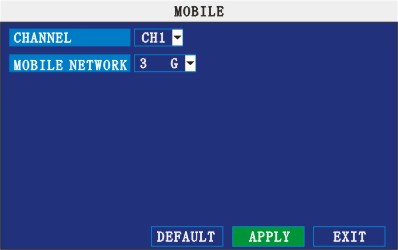 MOBILE
CHANNEL CH1
MOBILE NETWORK 3 G
DEFAULT APPLY EXIT